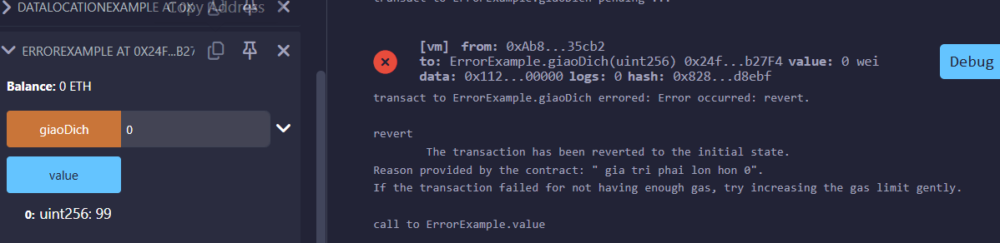 DATALOCATIONEXAMPLE AT 0X
Copy Address
transact to ErrorExample.giaoDich pending ...
ERROREXAMPLE AT 0X24F...B27
Balance: 0 ETH
giaoDich
0
value
0: uint256: 99
[vm] from: 0xAb8...35cb2
to: ErrorExample.giaoDich(uint256) 0x24f...b27F4 value: 0 wei
data: 0x112...00000 logs: 0 hash: 0x828...d8ebf
Debug
transact to ErrorExample.giaoDich errored: Error occurred: revert.
revert
The transaction has been reverted to the initial state.
Reason provided by the contract: " gia tri phai lon hon 0".
If the transaction failed for not having enough gas, try increasing the gas limit gently.
call to ErrorExample.value